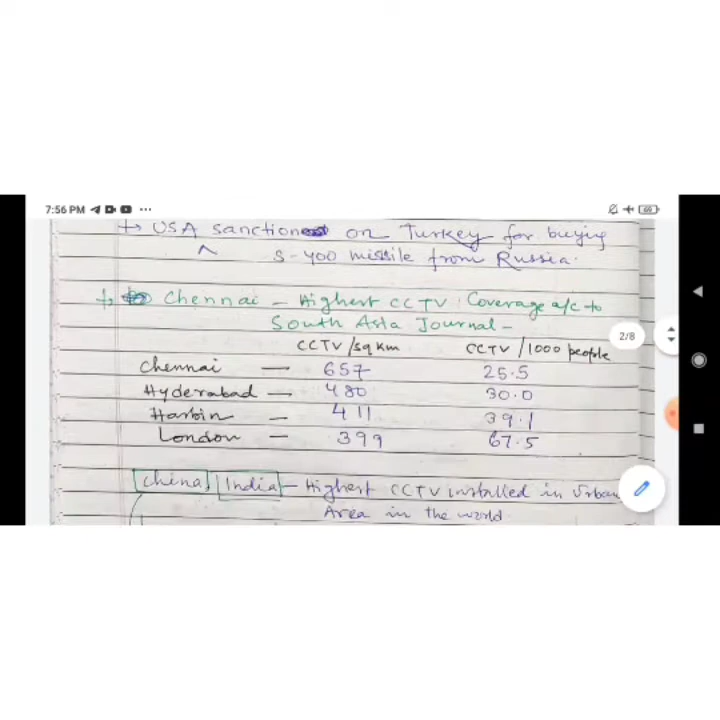 7:56 PM ... 69
USA sanction on Turkey for buying
S-400 missile from Russia.
Chennai - Highest CCTV Coverage a/c to
South Asta Journal -
CCTV/sq km CCTV/1000 people
2/8
Chennai — 657 25.5
Hyderabad — 480 30.0
Harbin - 411 39.1
London - 399 67.5
China, India - Highest CCTV installed in Urban
Area in the world